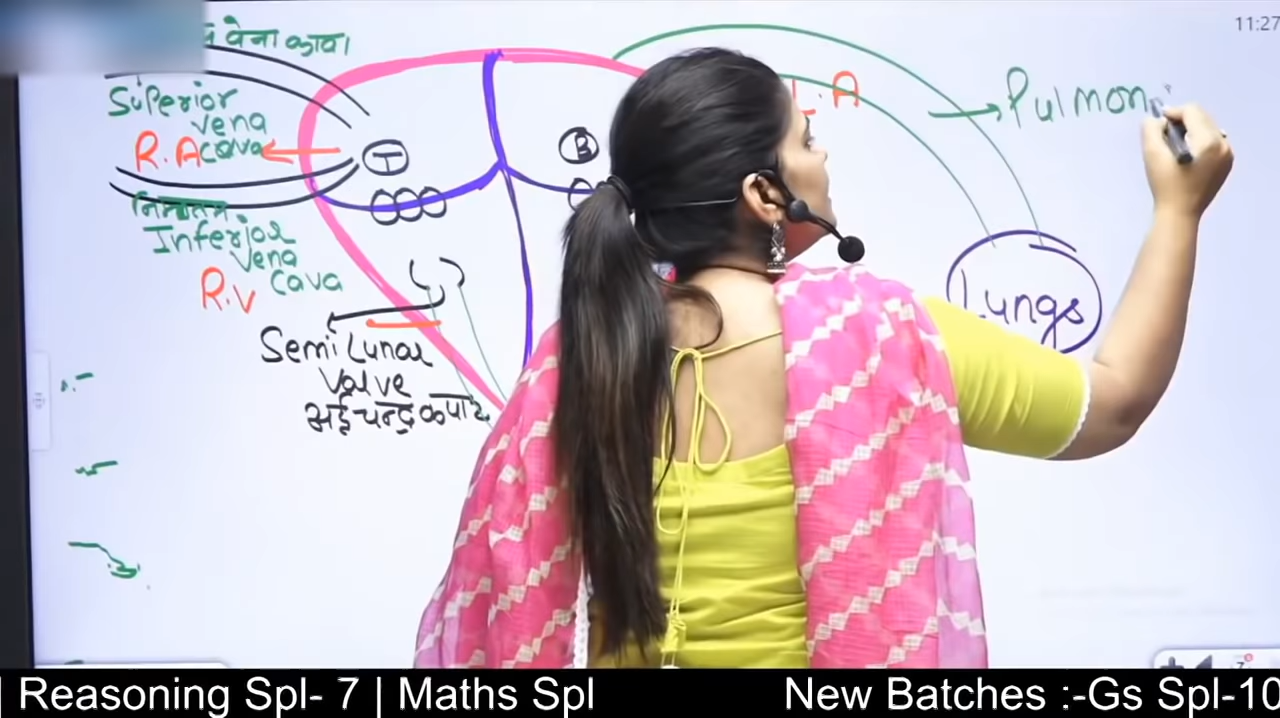 11:27
वेना कावा
Superior
vena
cava
R.A
T
B
L.A
Pulmon
निम्नतम
Inferior
vena
cava
R.V
Lungs
Semi Lunar
Valve
अर्द्धचन्द्र कपाट
| Reasoning Spl- 7 | Maths Spl
New Batches :-Gs Spl-10